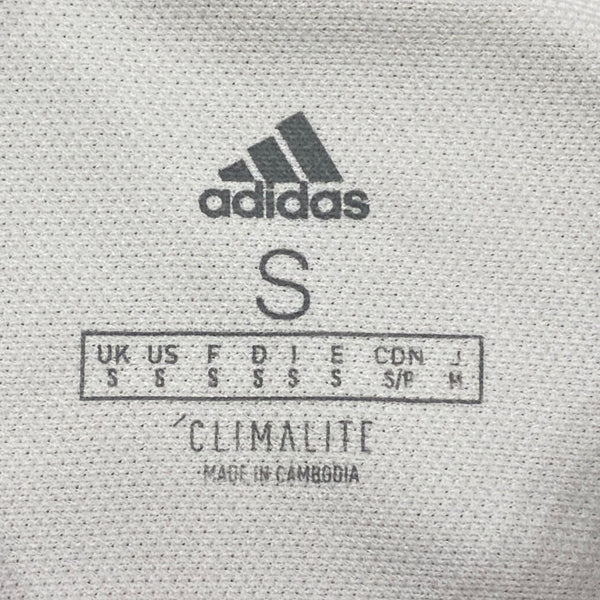 adidas
S
UK US F D I E CDN J
S S S S S S S/P M
CLIMALITE
MADE IN CAMBODIA